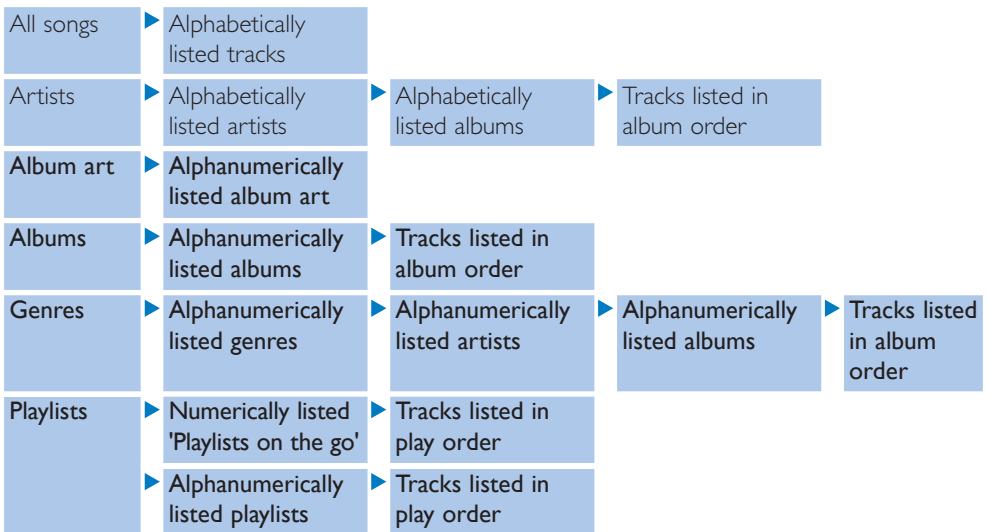 All songs
Alphabetically
listed tracks
Artists
Alphabetically
listed artists
Alphabetically
listed albums
Tracks listed in
album order
Album art
Alphanumerically
listed album art
Albums
Alphanumerically
listed albums
Tracks listed in
album order
Genres
Alphanumerically
listed genres
Alphanumerically
listed artists
Alphanumerically
listed albums
Tracks listed
in album
order
Playlists
Numerically listed
'Playlists on the go'
Tracks listed in
play order
Alphanumerically
listed playlists
Tracks listed in
play order